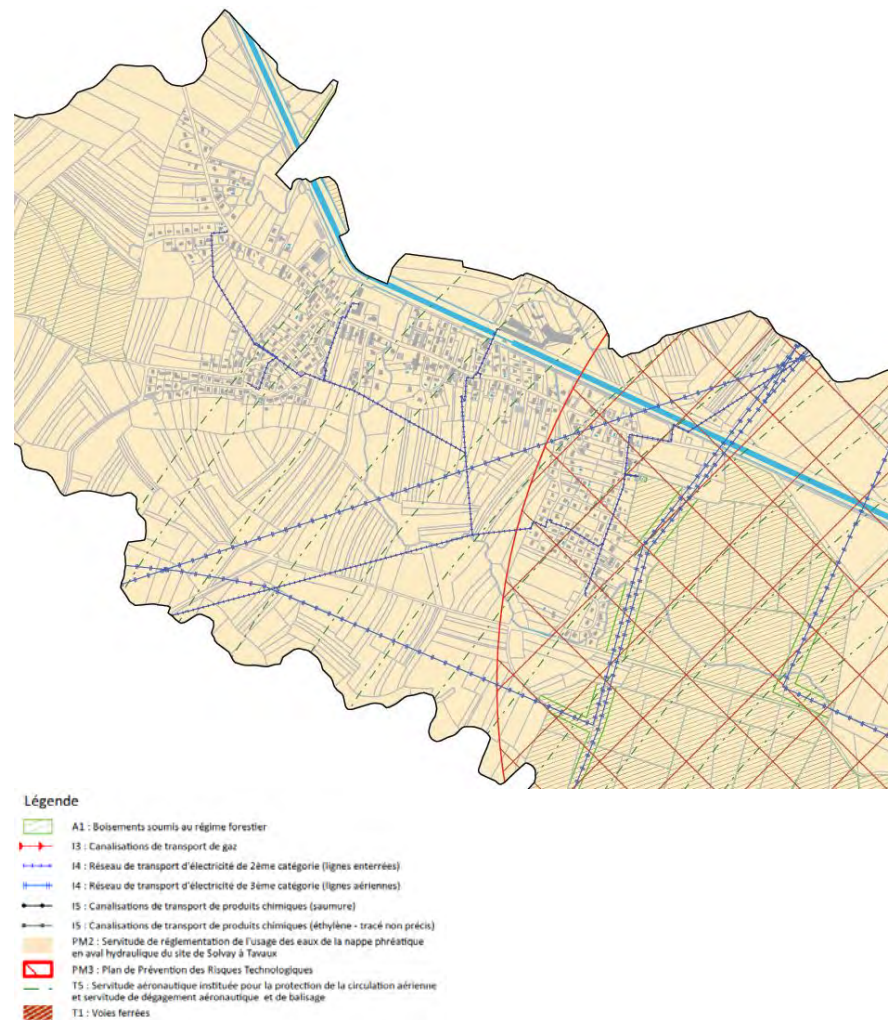 Légende
A1 : Boisements soumis au régime forestier
I3 : Canalisations de transport de gaz
I4 : Réseau de transport d'électricité de 2ème catégorie (lignes enterrées)
I4 : Réseau de transport d'électricité de 3ème catégorie (lignes aériennes)
I5 : Canalisations de transport de produits chimiques (saumure)
I5 : Canalisations de transport de produits chimiques (éthylène - tracé non précis)
PM2 : Servitude de réglementation de l'usage des eaux de la nappe phréatique
en aval hydraulique du site de Solvay à Tavaux
PM3 : Plan de Prévention des Risques Technologiques
T5 : Servitude aéronautique instituée pour la protection de la circulation aérienne
et servitude de dégagement aéronautique et de balisage
T1 : Voies ferrées